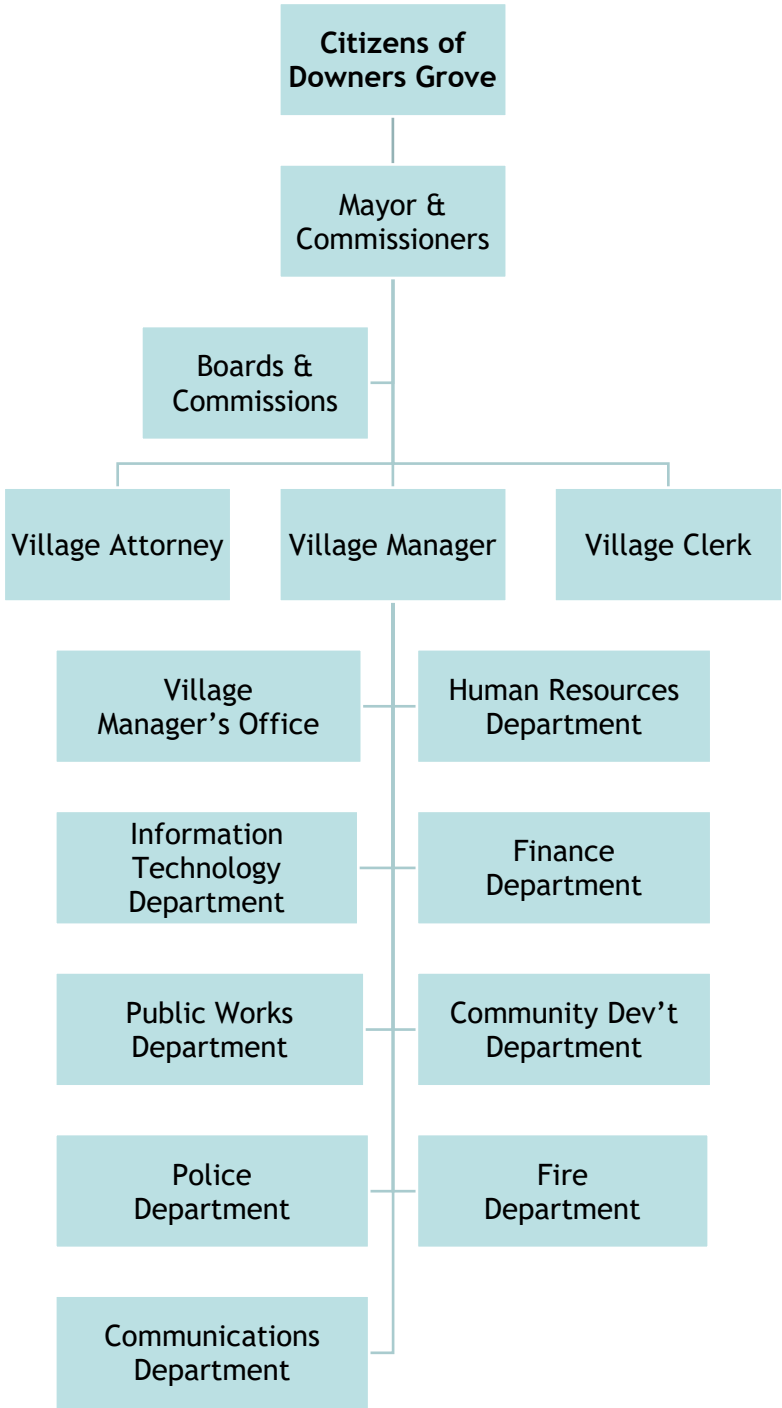 Citizens of
Downers Grove
Mayor &
Commissioners
Boards &
Commissions
Village Attorney
Village Manager
Village Clerk
Village
Manager’s Office
Human Resources
Department
Information
Technology
Department
Finance
Department
Public Works
Department
Community Dev’t
Department
Police
Department
Fire
Department
Communications
Department